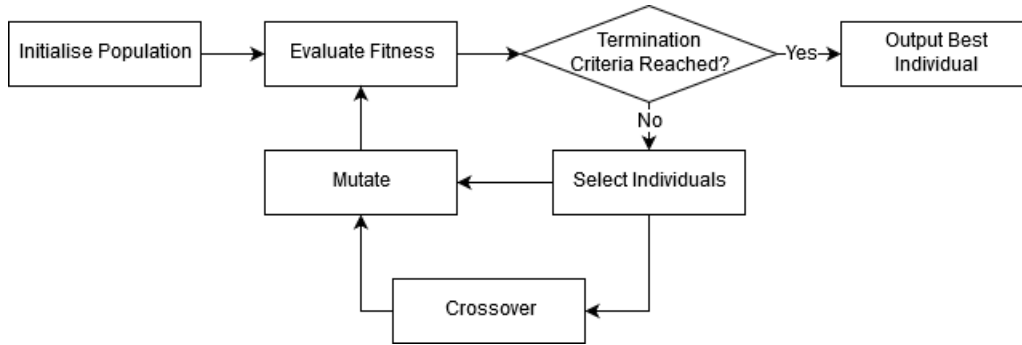 Initialise Population
Evaluate Fitness
Termination
Criteria Reached?
Yes
Output Best
Individual
No
Mutate
Select Individuals
Crossover